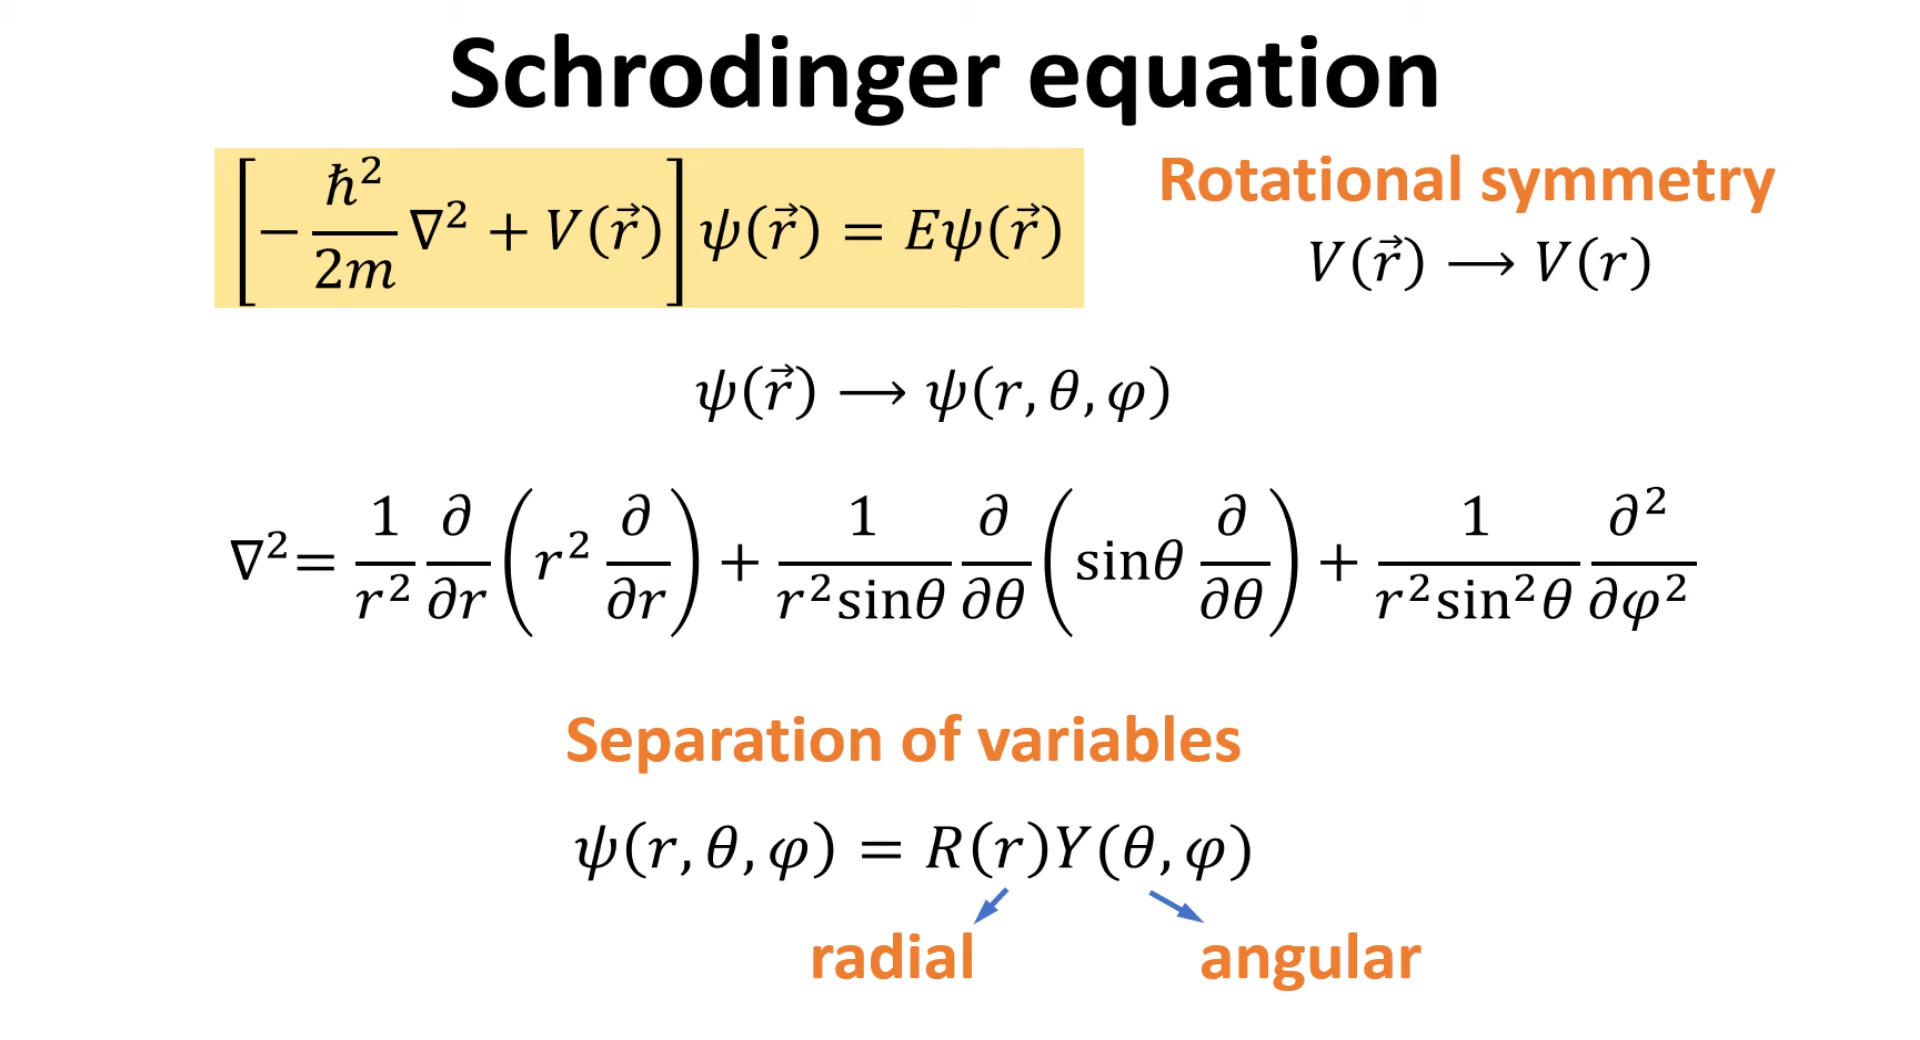 Schrodinger equation
[−ℏ²/2m ∇² + V(r⃗)] ψ(r⃗) = Eψ(r⃗)
Rotational symmetry
V(r⃗) ⟶ V(r)
ψ(r⃗) ⟶ ψ(r, θ, φ)
∇²= 1/r² ∂/∂r (r² ∂/∂r) + 1/r²sinθ ∂/∂θ (sinθ ∂/∂θ) + 1/r²sin²θ ∂²/∂φ²
Separation of variables
ψ(r, θ, φ) = R(r)Y(θ, φ)
radial angular